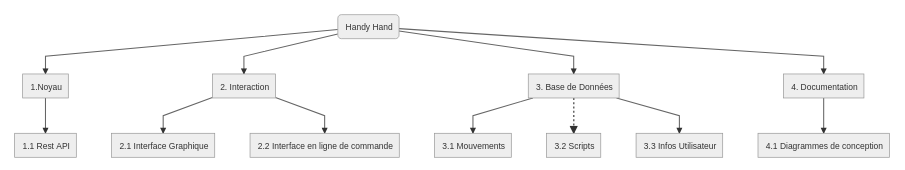 Handy Hand
1.Noyau
2. Interaction
3. Base de Données
4. Documentation
1.1 Rest API
2.1 Interface Graphique
2.2 Interface en ligne de commande
3.1 Mouvements
3.2 Scripts
3.3 Infos Utilisateur
4.1 Diagrammes de conception